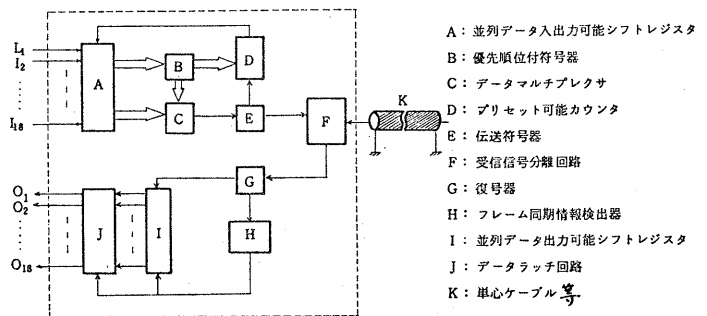 L₁
I₂
I₁₈
A
B
C
D
E
F
K
G
H
I
J
O₁
O₂
O₁₈
A：並列データ入出力可能シフトレジスタ
B：優先順位付符号器
C：データマルチプレクサ
D：プリセット可能カウンタ
E：伝送符号器
F：受信信号分離回路
G：復号器
H：フレーム同期情報検出器
I：並列データ出力可能シフトレジスタ
J：データラッチ回路
K：単心ケーブル等